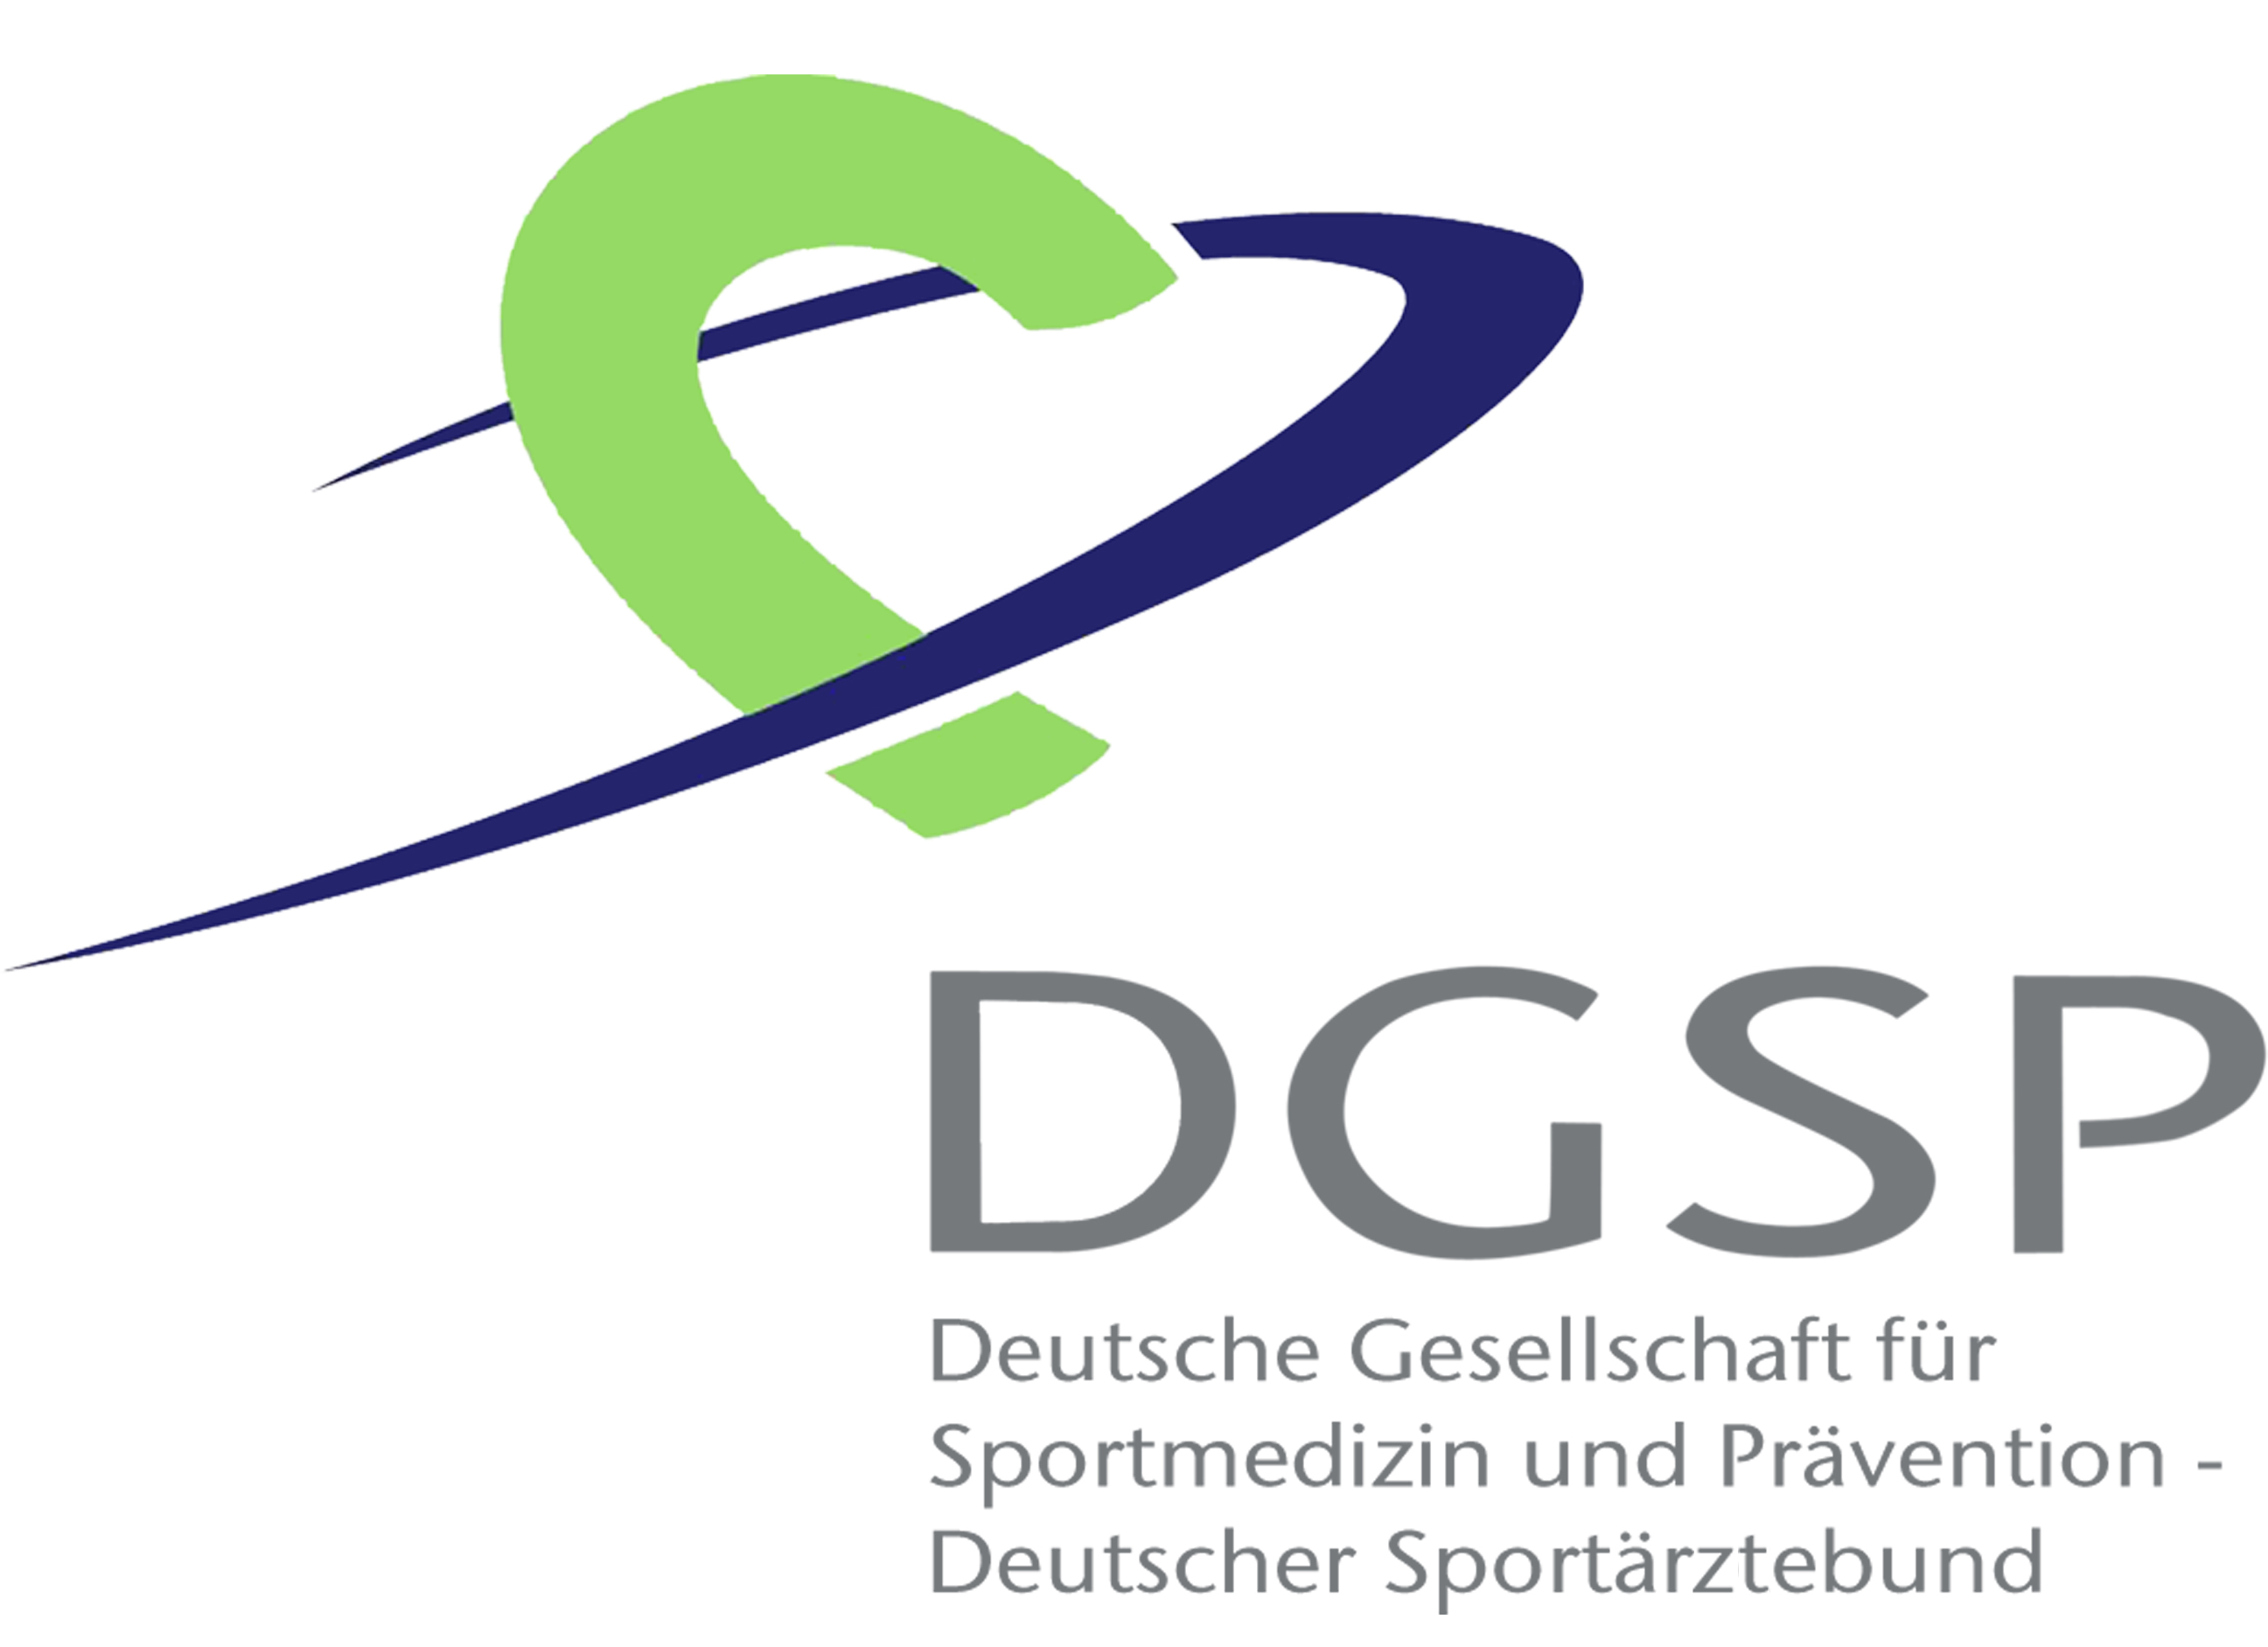 DGSP
Deutsche Gesellschaft für
Sportmedizin und Prävention -
Deutscher Sportärztebund